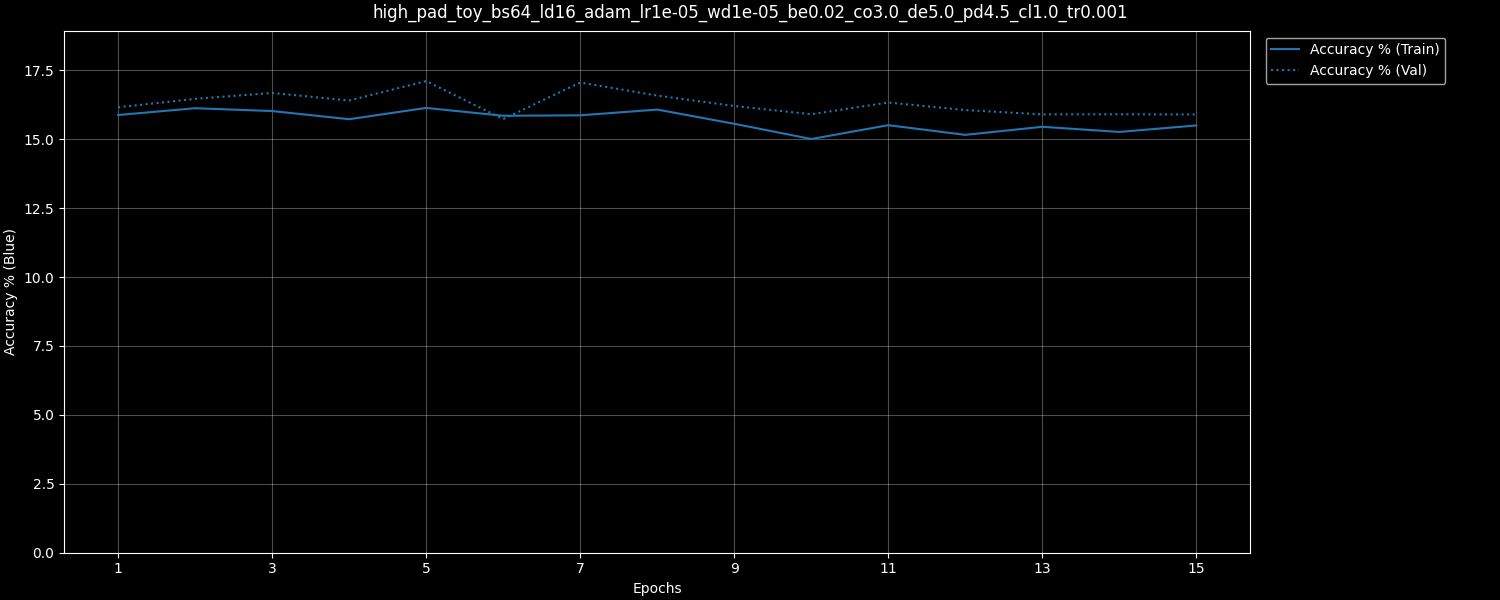 high_pad_toy_bs64_ld16_adam_lr1e-05_wd1e-05_be0.02_co3.0_de5.0_pd4.5_cl1.0_tr0.001
Accuracy % (Train)
Accuracy % (Val)
Accuracy % (Blue)
17.5
15.0
12.5
10.0
7.5
5.0
2.5
0.0
1 3 5 7 9 11 13 15
Epochs